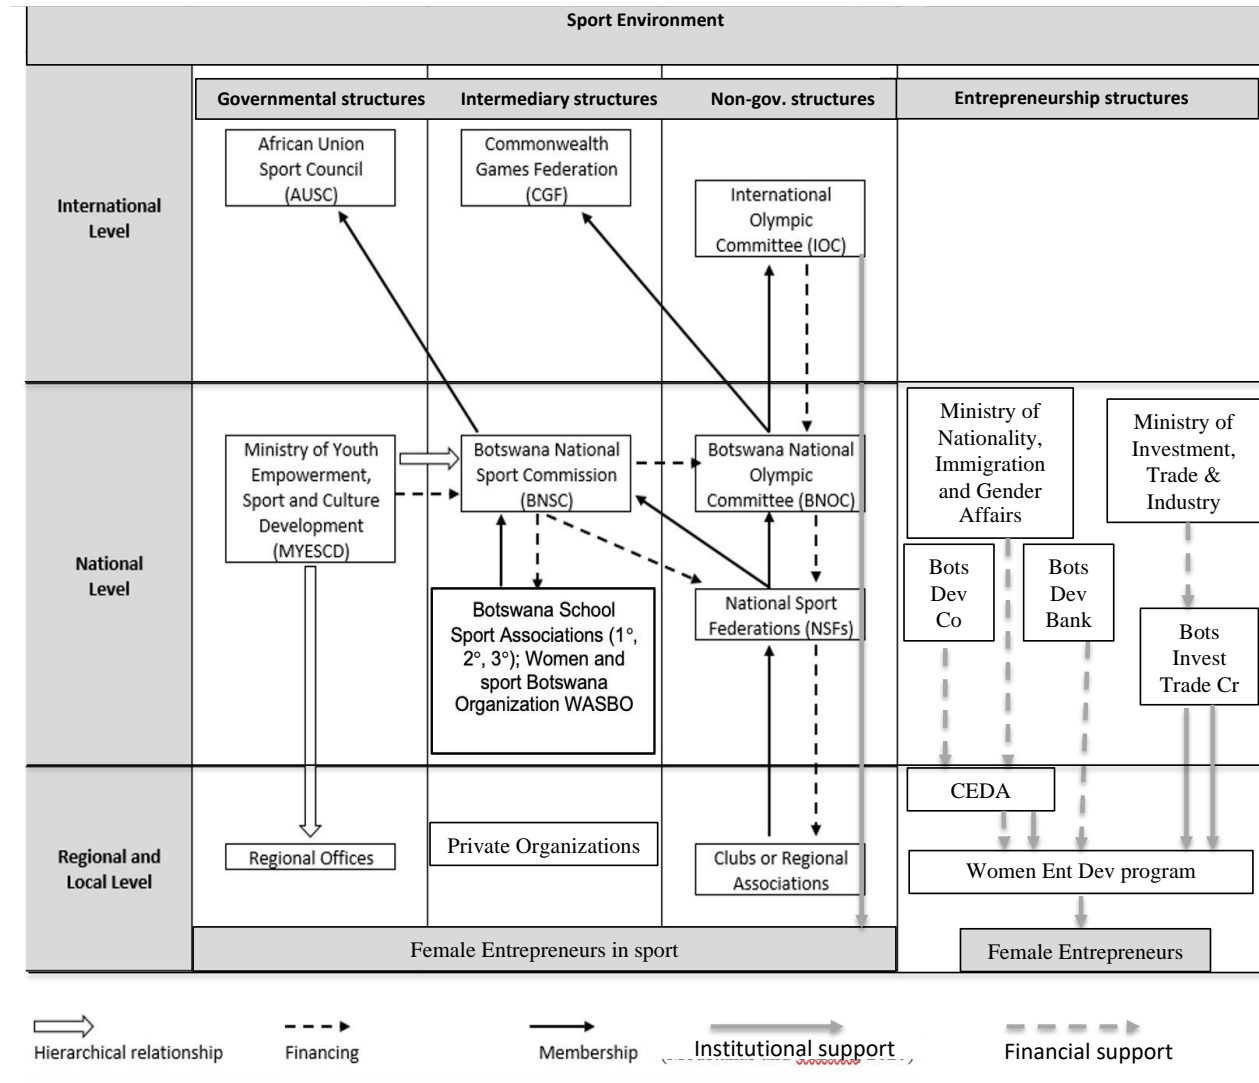 Sport Environment
Governmental structures
Intermediary structures
Non-gov. structures
Entrepreneurship structures
International
Level
African Union
Sport Council
(AUSC)
Commonwealth
Games Federation
(CGF)
International
Olympic
Committee (IOC)
National
Level
Ministry of Youth
Empowerment,
Sport and Culture
Development
(MYESCD)
Botswana National
Sport Commission
(BNSC)
Botswana National
Olympic
Committee (BNOC)
Ministry of
Nationality,
Immigration
and Gender
Affairs
Ministry of
Investment,
Trade &
Industry
Botswana School
Sport Associations (1°,
2°, 3°); Women and
sport Botswana
Organization WASBO
National Sport
Federations (NSFs)
Bots
Dev
Co
Bots
Dev
Bank
Bots
Invest
Trade Cr
Regional and
Local Level
Regional Offices
Private Organizations
Clubs or Regional
Associations
CEDA
Women Ent Dev program
Female Entrepreneurs in sport
Female Entrepreneurs
Hierarchical relationship
Financing
Membership
Institutional support
Financial support